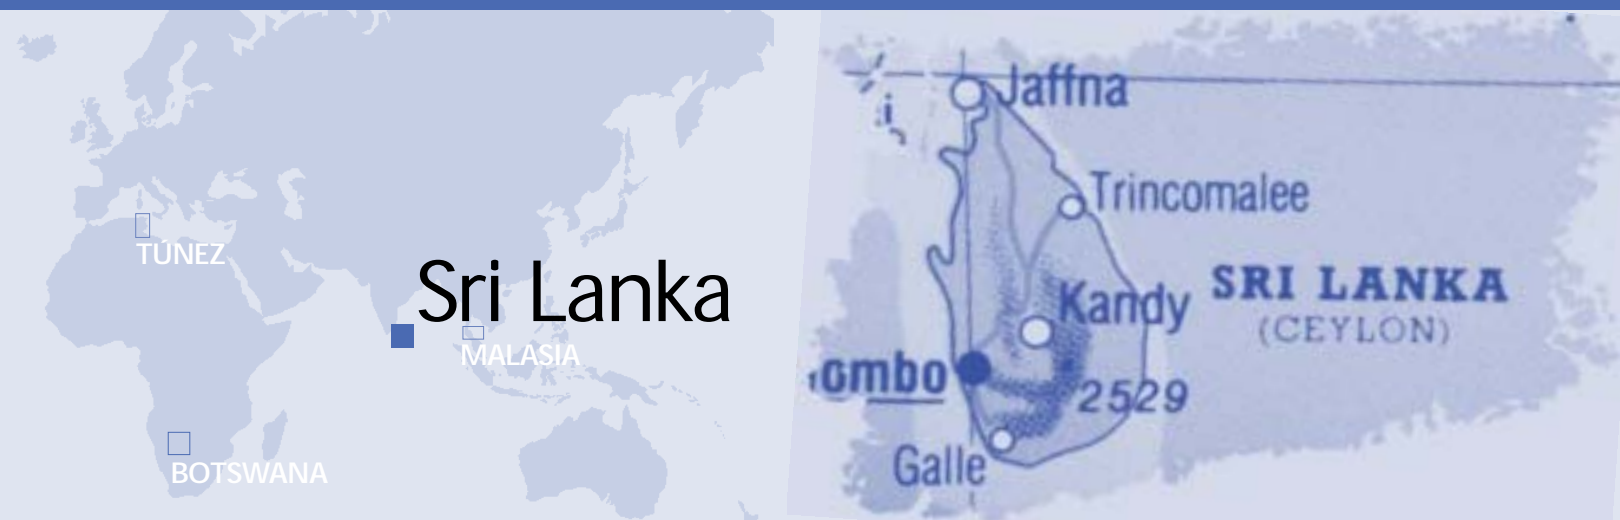 TÚNEZ
Sri Lanka
MALASIA
BOTSWANA
Jaffna
Trincomalee
Kandy
SRI LANKA
(CEYLON)
ombo
2529
Galle